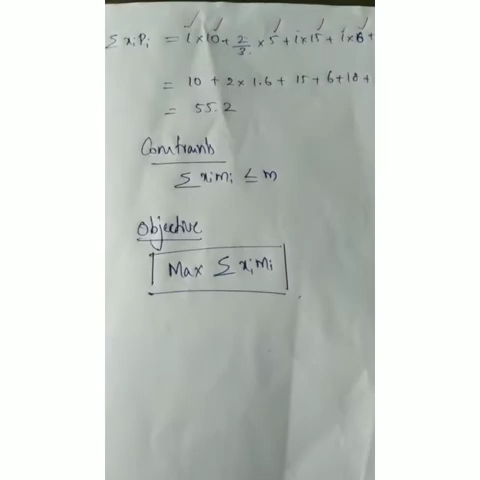 Σ xiPi = 1×10 + 2/3 × 5 + 1×15 + 1×6 +
= 10 + 2 × 1.6 + 15 + 6 + 18 +
= 55.2
Constraints
Σ ximi ≤ m
Objective
Max Σ ximi